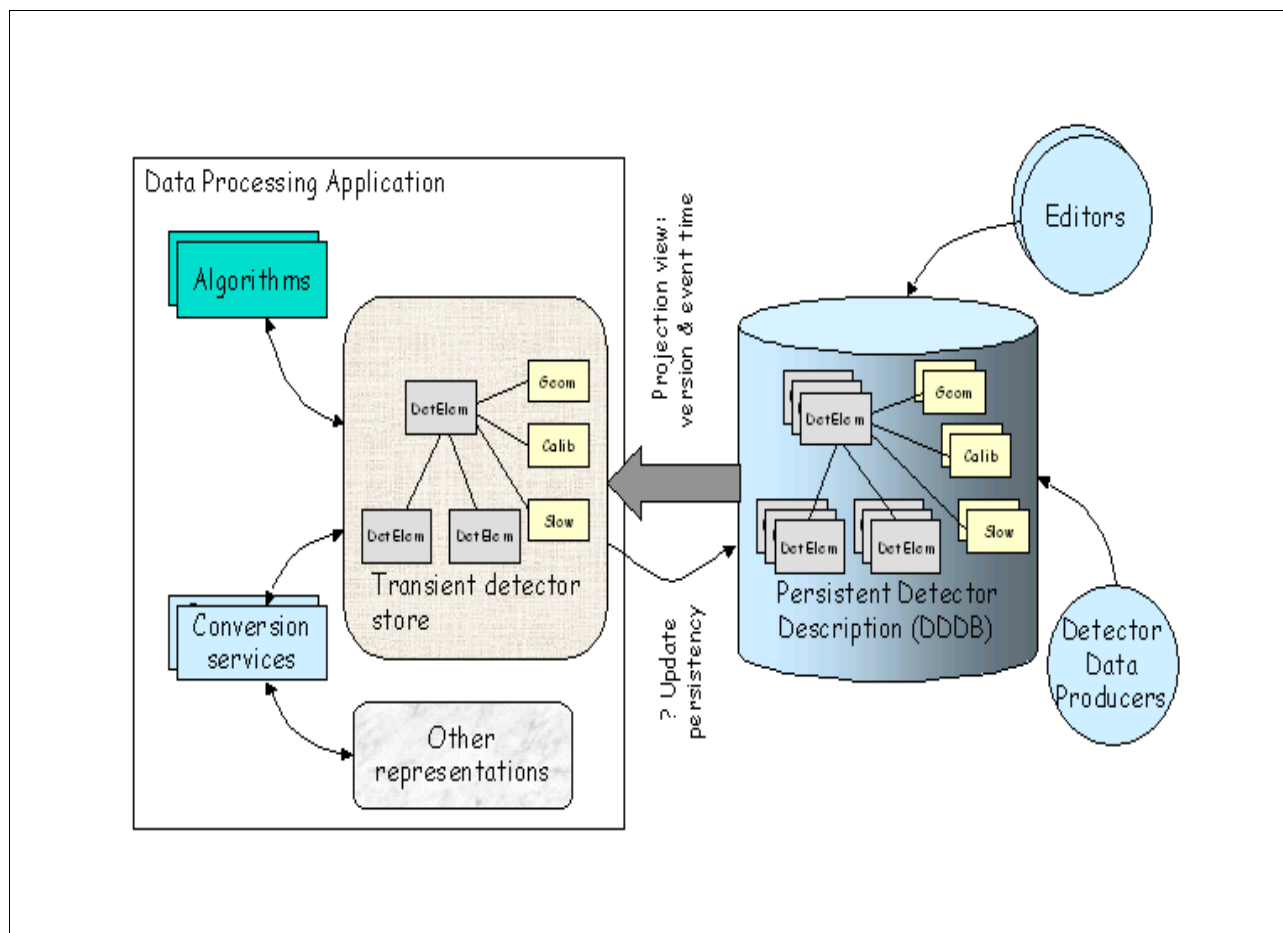 Data Processing Application
Algorithms
Geom
DetElem
Calib
Slow
DetElem
DetElem
Transient detector
store
Conversion
services
Other
representations
Projection view:
version & event time
? Update
persistency
Editors
Geom
DetElem
Calib
Slow
DetElem
DetElem
Persistent Detector
Description (DDDB)
Detector
Data
Producers